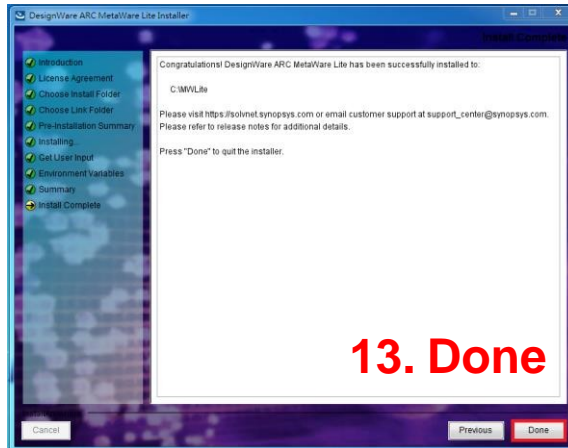 DesignWare ARC MetaWare Lite Installer
Install Complete
Introduction
License Agreement
Choose Install Folder
Choose Link Folder
Pre-Installation Summary
Installing...
Get User Input
Environment Variables
Summary
Install Complete
Congratulations! DesignWare ARC MetaWare Lite has been successfully installed to:
C:\MWLite
Please visit https://solvnet.synopsys.com or email customer support at support_center@synopsys.com.
Please refer to release notes for additional details.
Press "Done" to quit the installer.
13. Done
Cancel
Previous
Done